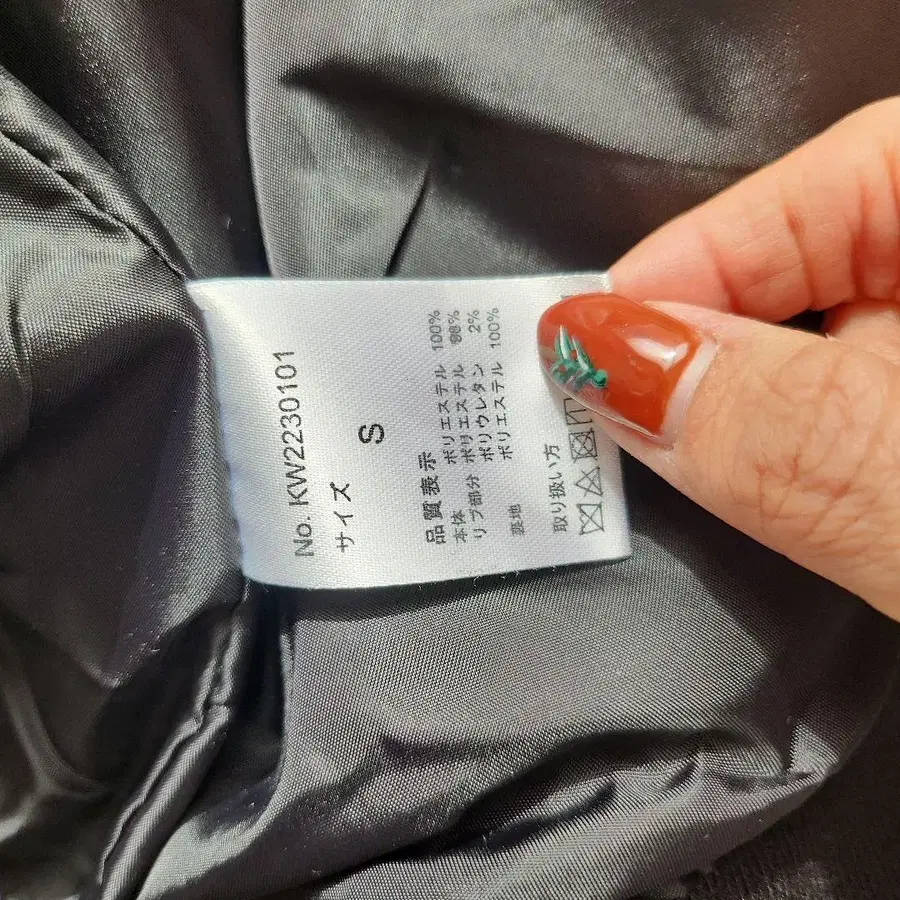 No. KW2230101
サイズ S
品質表示
本体 ポリエステル 100%
リブ部分 ポリエステル 98%
ポリウレタン 2%
裏地 ポリエステル 100%
取り扱い方